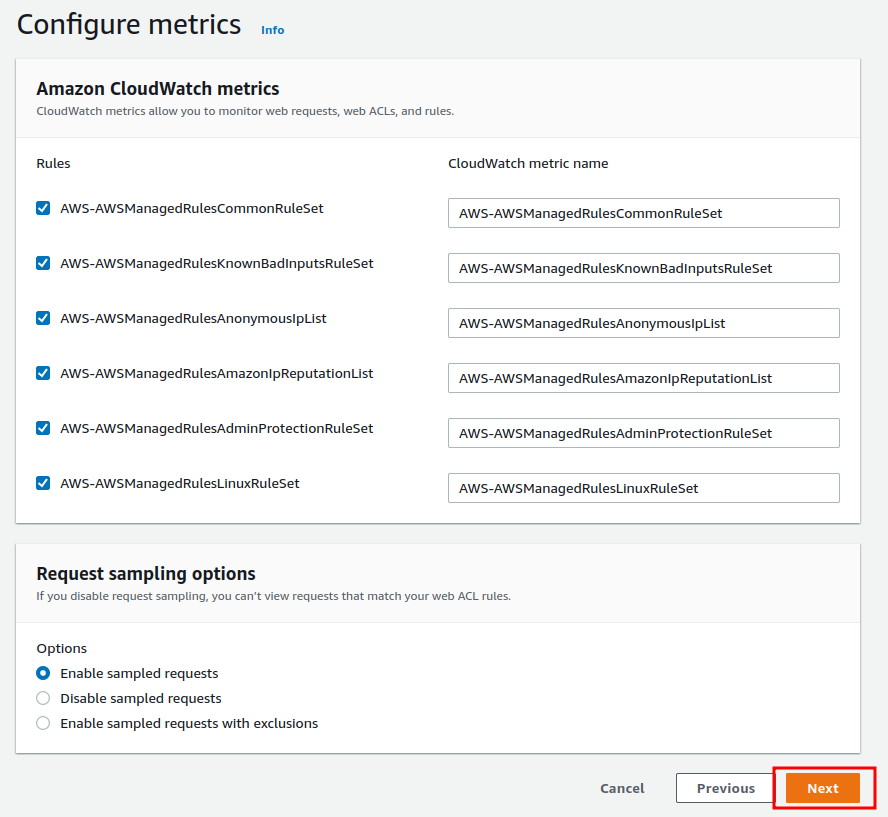 Configure metrics Info
Amazon CloudWatch metrics
CloudWatch metrics allow you to monitor web requests, web ACLs, and rules.
Rules CloudWatch metric name
AWS-AWSManagedRulesCommonRuleSet AWS-AWSManagedRulesCommonRuleSet
AWS-AWSManagedRulesKnownBadInputsRuleSet AWS-AWSManagedRulesKnownBadInputsRuleSet
AWS-AWSManagedRulesAnonymousIpList AWS-AWSManagedRulesAnonymousIpList
AWS-AWSManagedRulesAmazonIpReputationList AWS-AWSManagedRulesAmazonIpReputationList
AWS-AWSManagedRulesAdminProtectionRuleSet AWS-AWSManagedRulesAdminProtectionRuleSet
AWS-AWSManagedRulesLinuxRuleSet AWS-AWSManagedRulesLinuxRuleSet
Request sampling options
If you disable request sampling, you can't view requests that match your web ACL rules.
Options
Enable sampled requests
Disable sampled requests
Enable sampled requests with exclusions
Cancel Previous Next